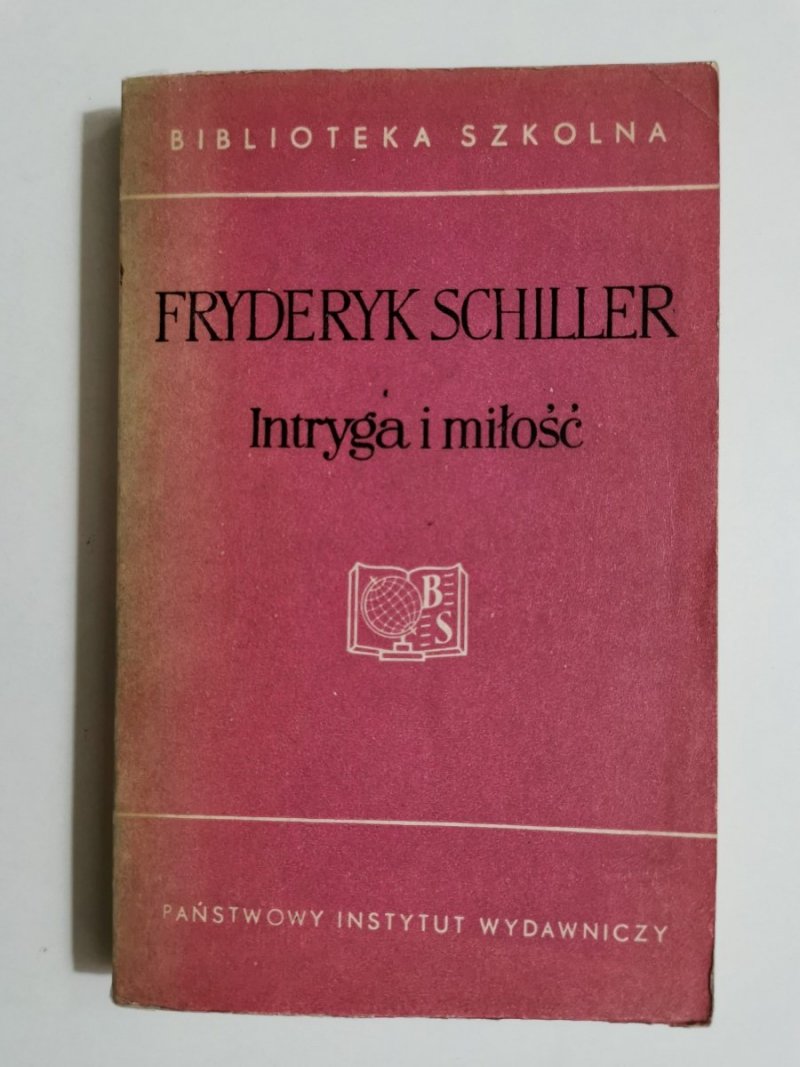 BIBLIOTEKA SZKOLNA
FRYDERYK SCHILLER
Intryga i miłość
B
S
PAŃSTWOWY INSTYTUT WYDAWNICZY